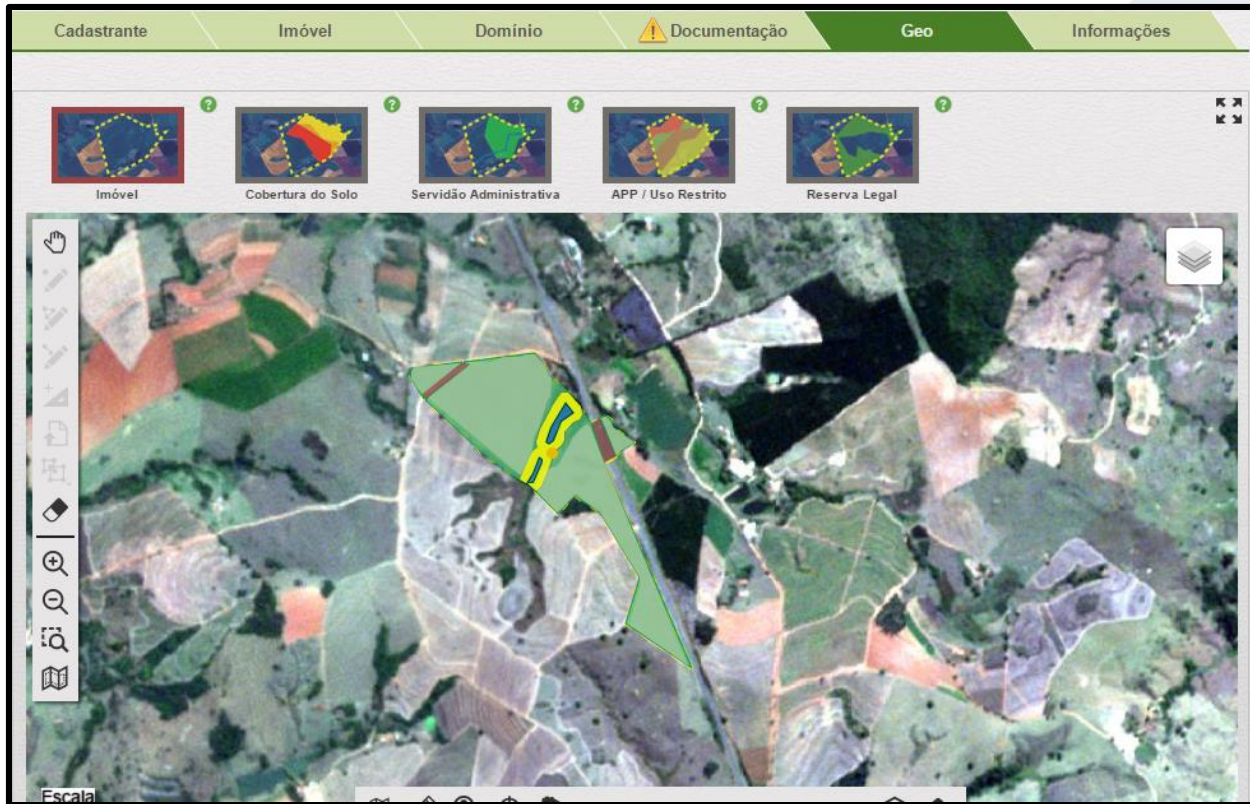 Cadastrante Imóvel Domínio Documentação Geo Informações
Imóvel Cobertura do Solo Servidão Administrativa APP / Uso Restrito Reserva Legal
Escala